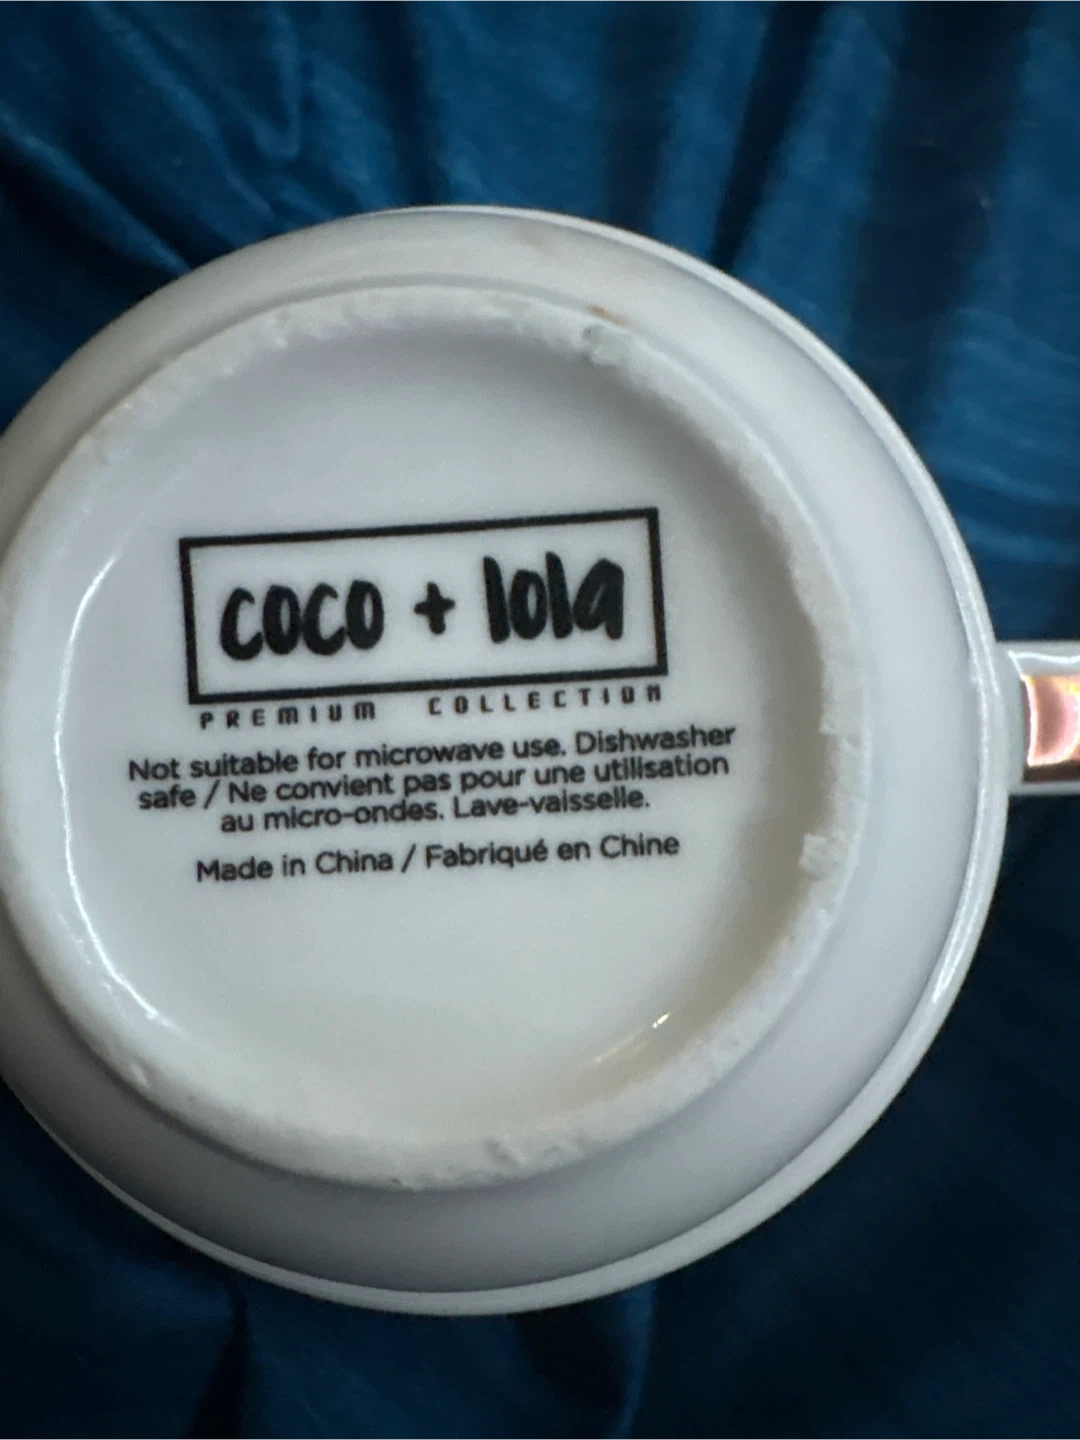 coco + lola
PREMIUM COLLECTION
Not suitable for microwave use. Dishwasher
safe / Ne convient pas pour une utilisation
au micro-ondes. Lave-vaisselle.
Made in China / Fabriqué en Chine